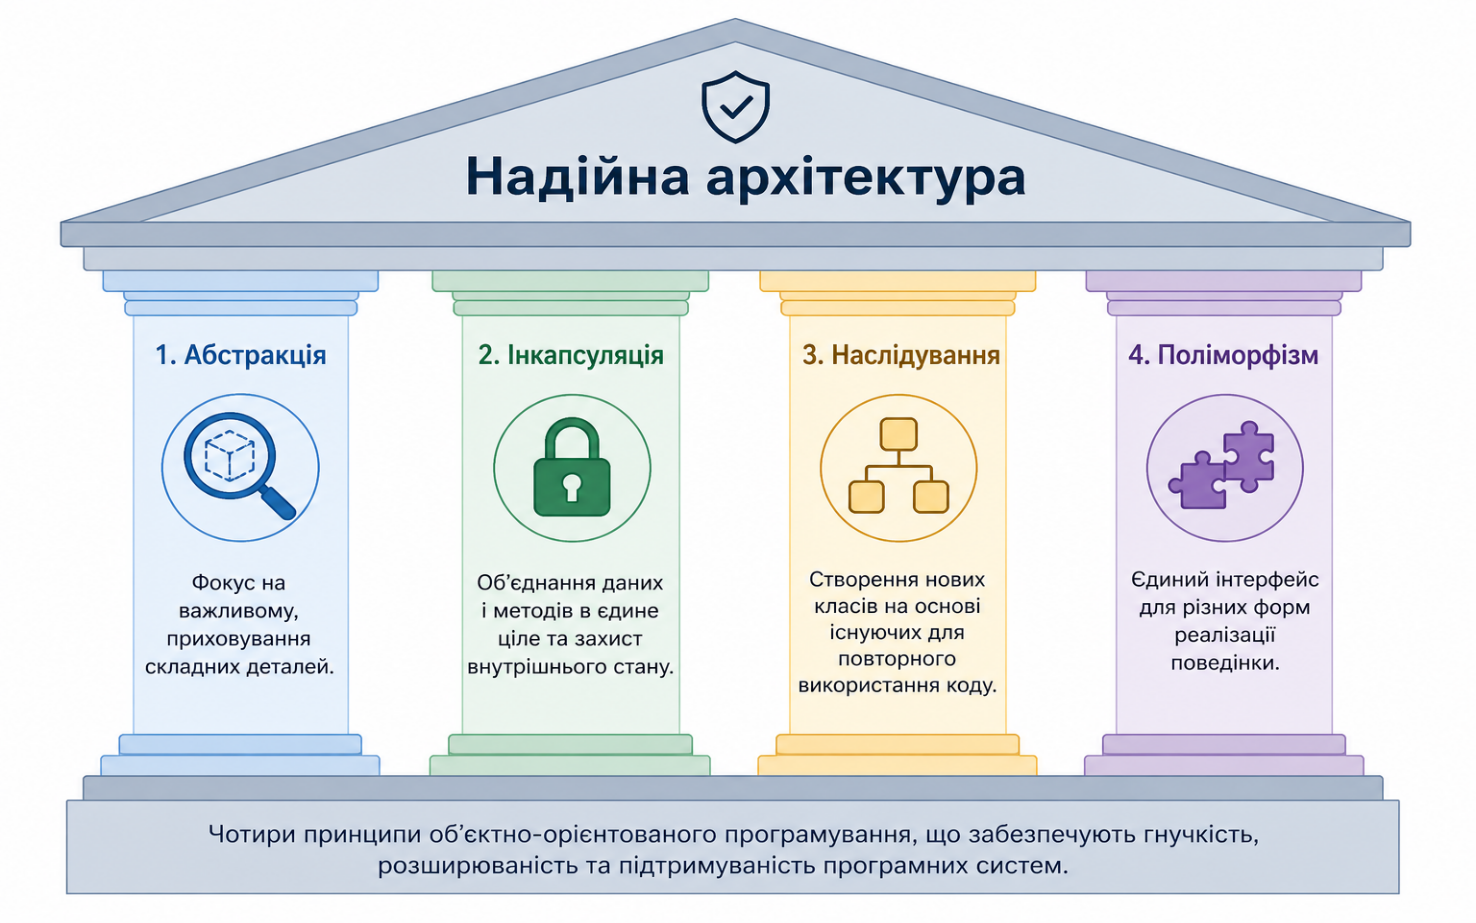 Надійна архітектура
1. Абстракція
Фокус на
важливому,
приховування
складних деталей.
2. Інкапсуляція
Об’єднання даних
і методів в єдине
ціле та захист
внутрішнього стану.
3. Наслідування
Створення нових
класів на основі
існуючих для
повторного
використання коду.
4. Поліморфізм
Єдиний інтерфейс
для різних форм
реалізації
поведінки.
Чотири принципи об’єктно-орієнтованого програмування, що забезпечують гнучкість,
розширюваність та підтримуваність програмних систем.